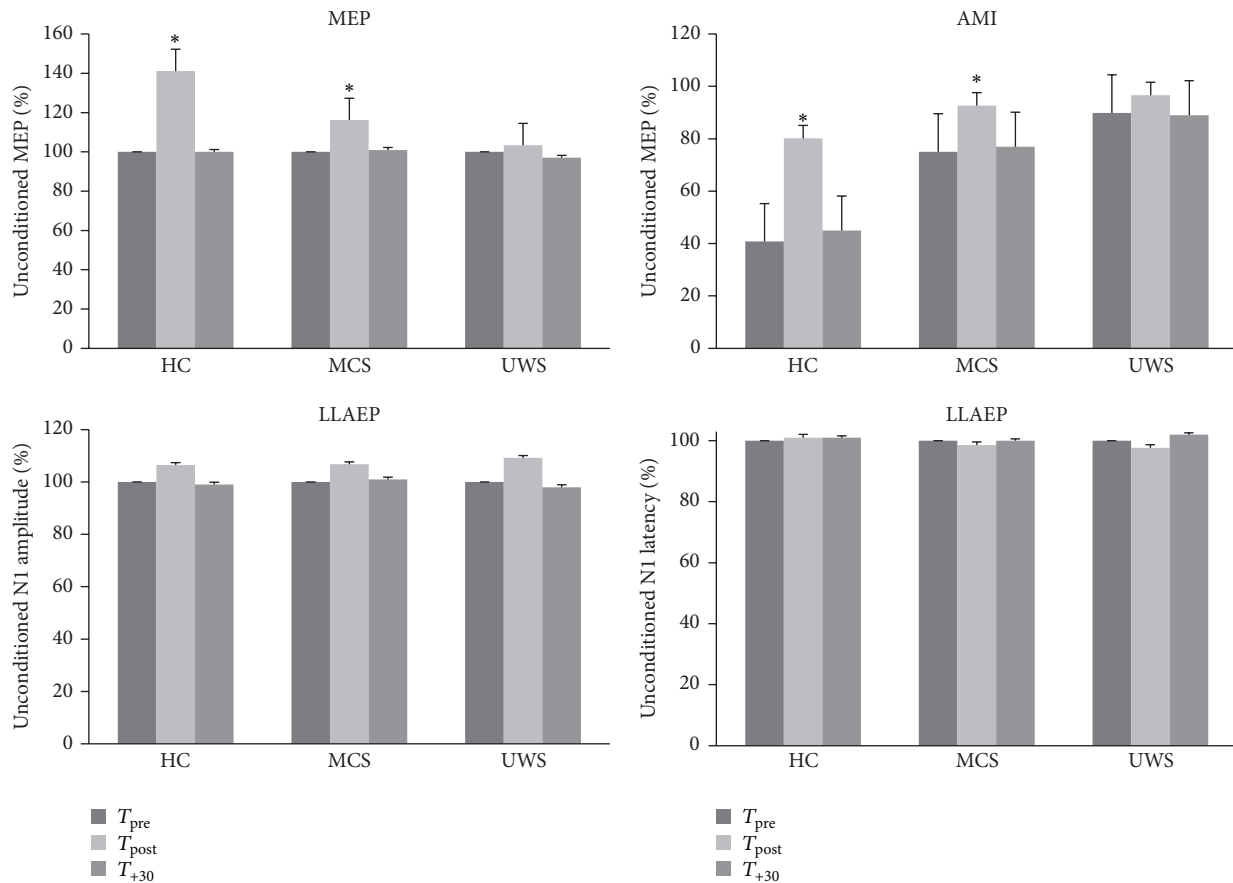 MEP
Unconditioned MEP (%)
160
140
120
100
80
60
40
20
0
*
*
HC
MCS
UWS
AMI
Unconditioned MEP (%)
120
100
80
60
40
20
0
*
*
HC
MCS
UWS
LLAEP
Unconditioned N1 amplitude (%)
120
100
80
60
40
20
0
HC
MCS
UWS
LLAEP
Unconditioned N1 latency (%)
100
80
60
40
20
0
HC
MCS
UWS
Tpre
Tpost
T+30
Tpre
Tpost
T+30